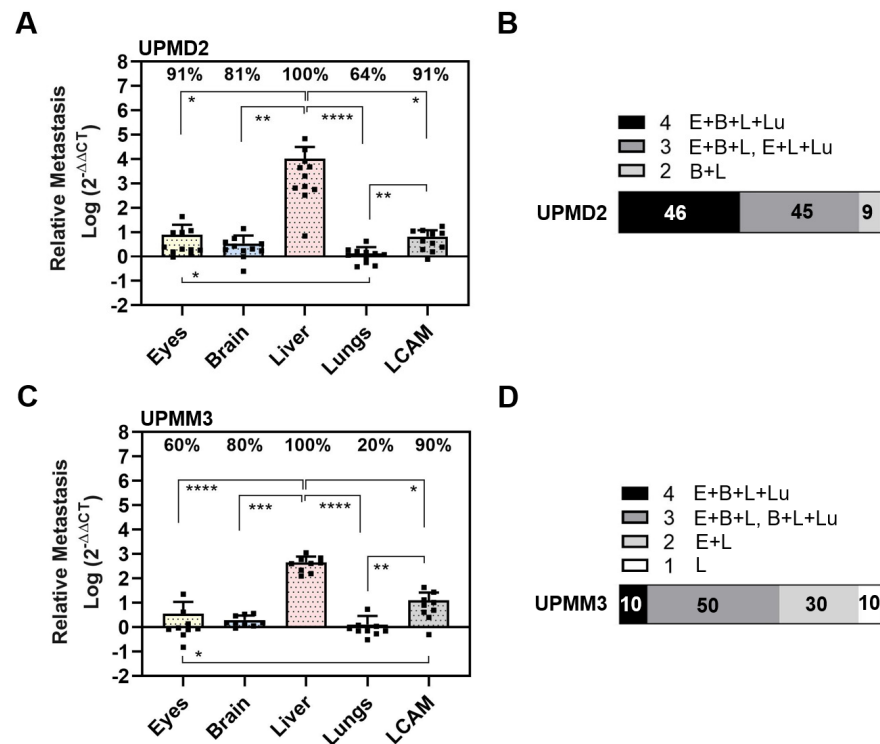 A
UPMD2
91% 81% 100% 64% 91%
* ** **** *
**
*
Relative Metastasis
Log (2^-ΔΔCT)
8
7
6
5
4
3
2
1
0
-1
-2
Eyes Brain Liver Lungs LCAM
B
4 E+B+L+Lu
3 E+B+L, E+L+Lu
2 B+L
UPMD2 46 45 9
C
UPMM3
60% 80% 100% 20% 90%
**** *** **** *
**
*
Relative Metastasis
Log (2^-ΔΔCT)
8
7
6
5
4
3
2
1
0
-1
-2
Eyes Brain Liver Lungs LCAM
D
4 E+B+L+Lu
3 E+B+L, B+L+Lu
2 E+L
1 L
UPMM3 10 50 30 10